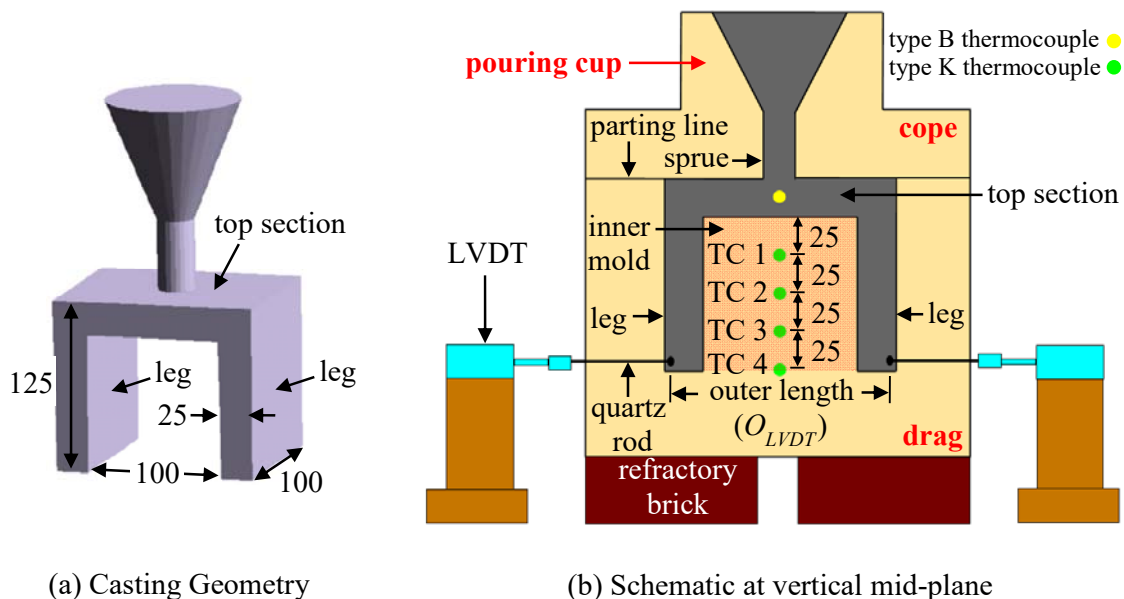 type B thermocouple
type K thermocouple
pouring cup
cope
parting line
sprue
top section
top section
inner
mold
25
TC 1
25
TC 2
25
TC 3
25
TC 4
leg
leg
LVDT
125
leg
leg
25
100
100
quartz
rod
outer length
(O_LVDT)
drag
refractory
brick
(a) Casting Geometry
(b) Schematic at vertical mid-plane